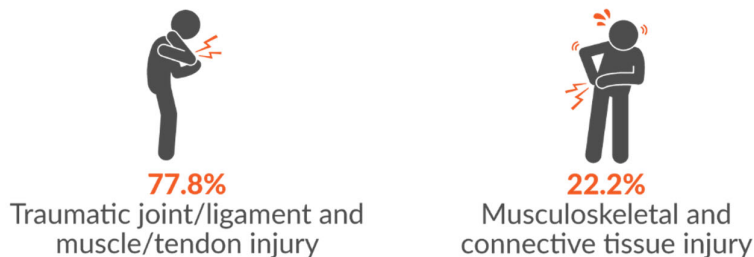 77.8%
Traumatic joint/ligament and
muscle/tendon injury
22.2%
Musculoskeletal and
connective tissue injury